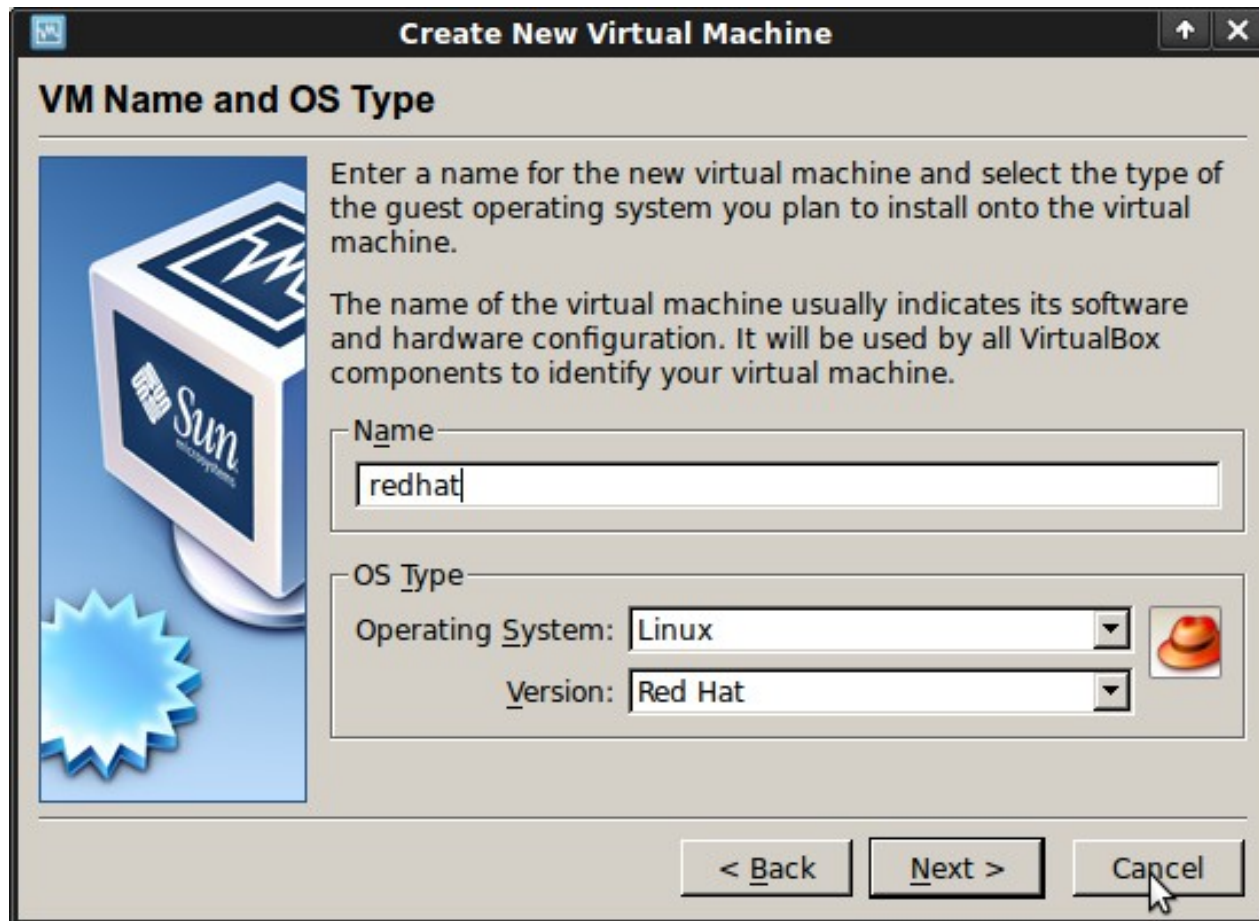 Create New Virtual Machine
VM Name and OS Type
Enter a name for the new virtual machine and select the type of
the guest operating system you plan to install onto the virtual
machine.
The name of the virtual machine usually indicates its software
and hardware configuration. It will be used by all VirtualBox
components to identify your virtual machine.
Sun
microsystems
Name
redhat
OS Type
Operating System: Linux
Version: Red Hat
< Back Next > Cancel